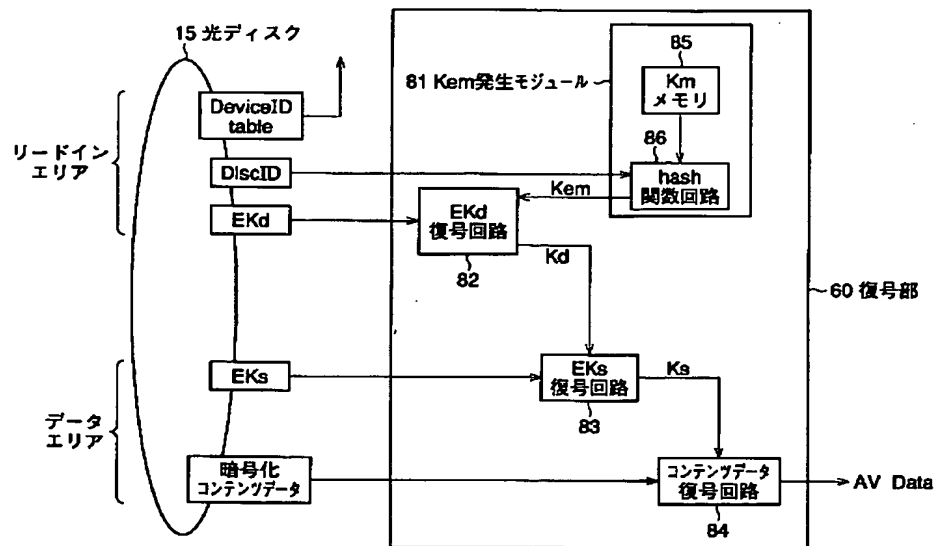 15 光ディスク
リードイン
エリア
DeviceID
table
DiscID
EKd
データ
エリア
EKs
暗号化
コンテンツデータ
81 Kem発生モジュール
85
Km
メモリ
86
hash
関数回路
Kem
EKd
復号回路
82
Kd
60 復号部
EKs
復号回路
83
Ks
コンテンツデータ
復号回路
84
AV Data